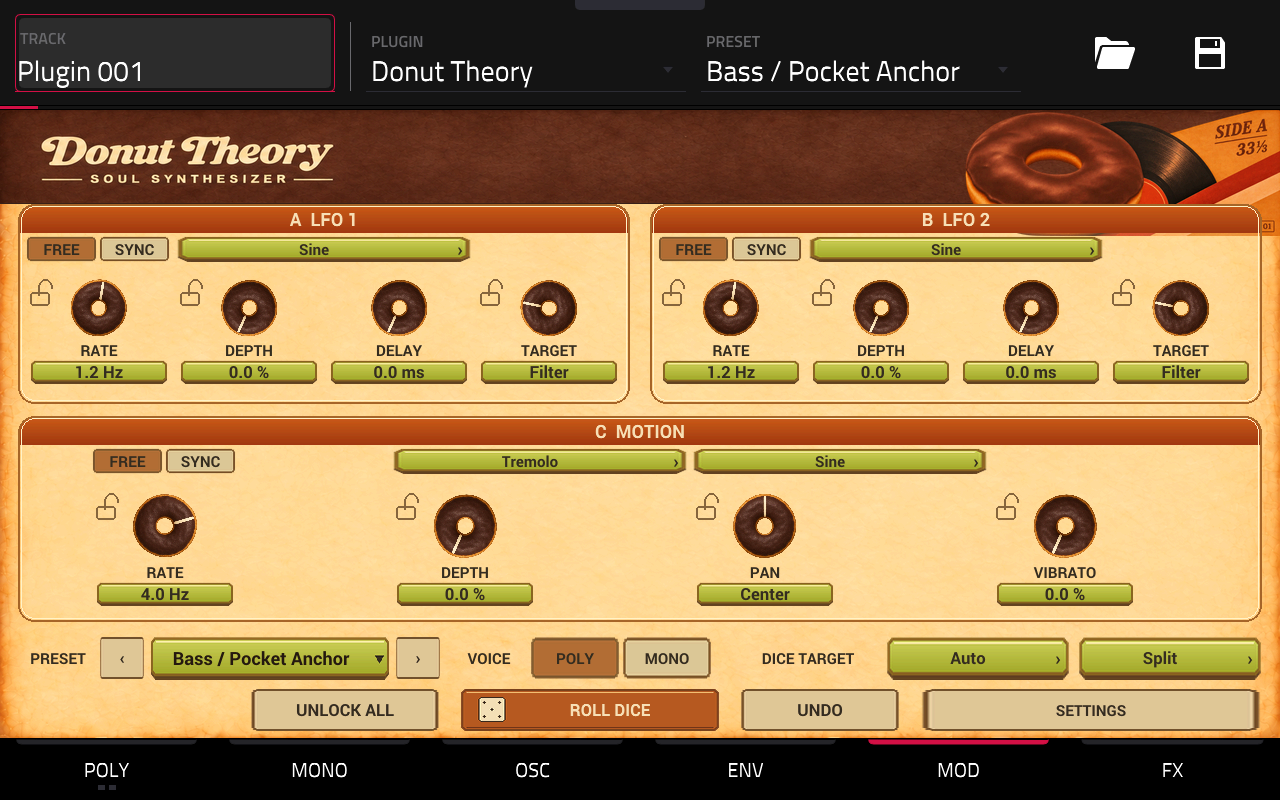 TRACK
Plugin 001
PLUGIN
Donut Theory
PRESET
Bass / Pocket Anchor
Donut Theory
SOUL SYNTHESIZER
SIDE A
33⅓
01
A LFO 1
FREE SYNC Sine ›
RATE DEPTH DELAY TARGET
1.2 Hz 0.0 % 0.0 ms Filter
B LFO 2
FREE SYNC Sine ›
RATE DEPTH DELAY TARGET
1.2 Hz 0.0 % 0.0 ms Filter
C MOTION
FREE SYNC Tremolo › Sine ›
RATE DEPTH PAN VIBRATO
4.0 Hz 0.0 % Center 0.0 %
PRESET ‹ Bass / Pocket Anchor ▾ › VOICE POLY MONO DICE TARGET Auto › Split ›
UNLOCK ALL ROLL DICE UNDO SETTINGS
POLY MONO OSC ENV MOD FX